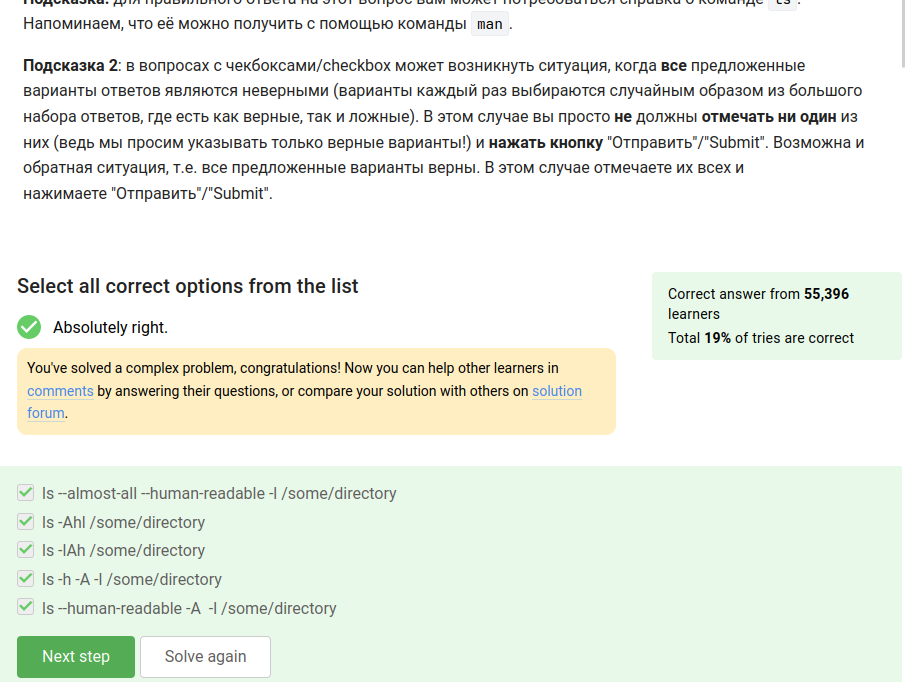 Подсказка: для правильного ответа на этот вопрос вам может потребоваться справка о команде ls.
Напоминаем, что её можно получить с помощью команды man.
Подсказка 2: в вопросах с чекбоксами/checkbox может возникнуть ситуация, когда все предложенные
варианты ответов являются неверными (варианты каждый раз выбираются случайным образом из большого
набора ответов, где есть как верные, так и ложные). В этом случае вы просто не должны отмечать ни один из
них (ведь мы просим указывать только верные варианты!) и нажать кнопку "Отправить"/"Submit". Возможна и
обратная ситуация, т.е. все предложенные варианты верны. В этом случае отмечаете их всех и
нажимаете "Отправить"/"Submit".
Select all correct options from the list
Absolutely right.
You've solved a complex problem, congratulations! Now you can help other learners in
comments by answering their questions, or compare your solution with others on solution
forum.
Correct answer from 55,396
learners
Total 19% of tries are correct
ls --almost-all --human-readable -l /some/directory
ls -Ahl /some/directory
ls -lAh /some/directory
ls -h -A -l /some/directory
ls --human-readable -A  -l /some/directory
Next step
Solve again